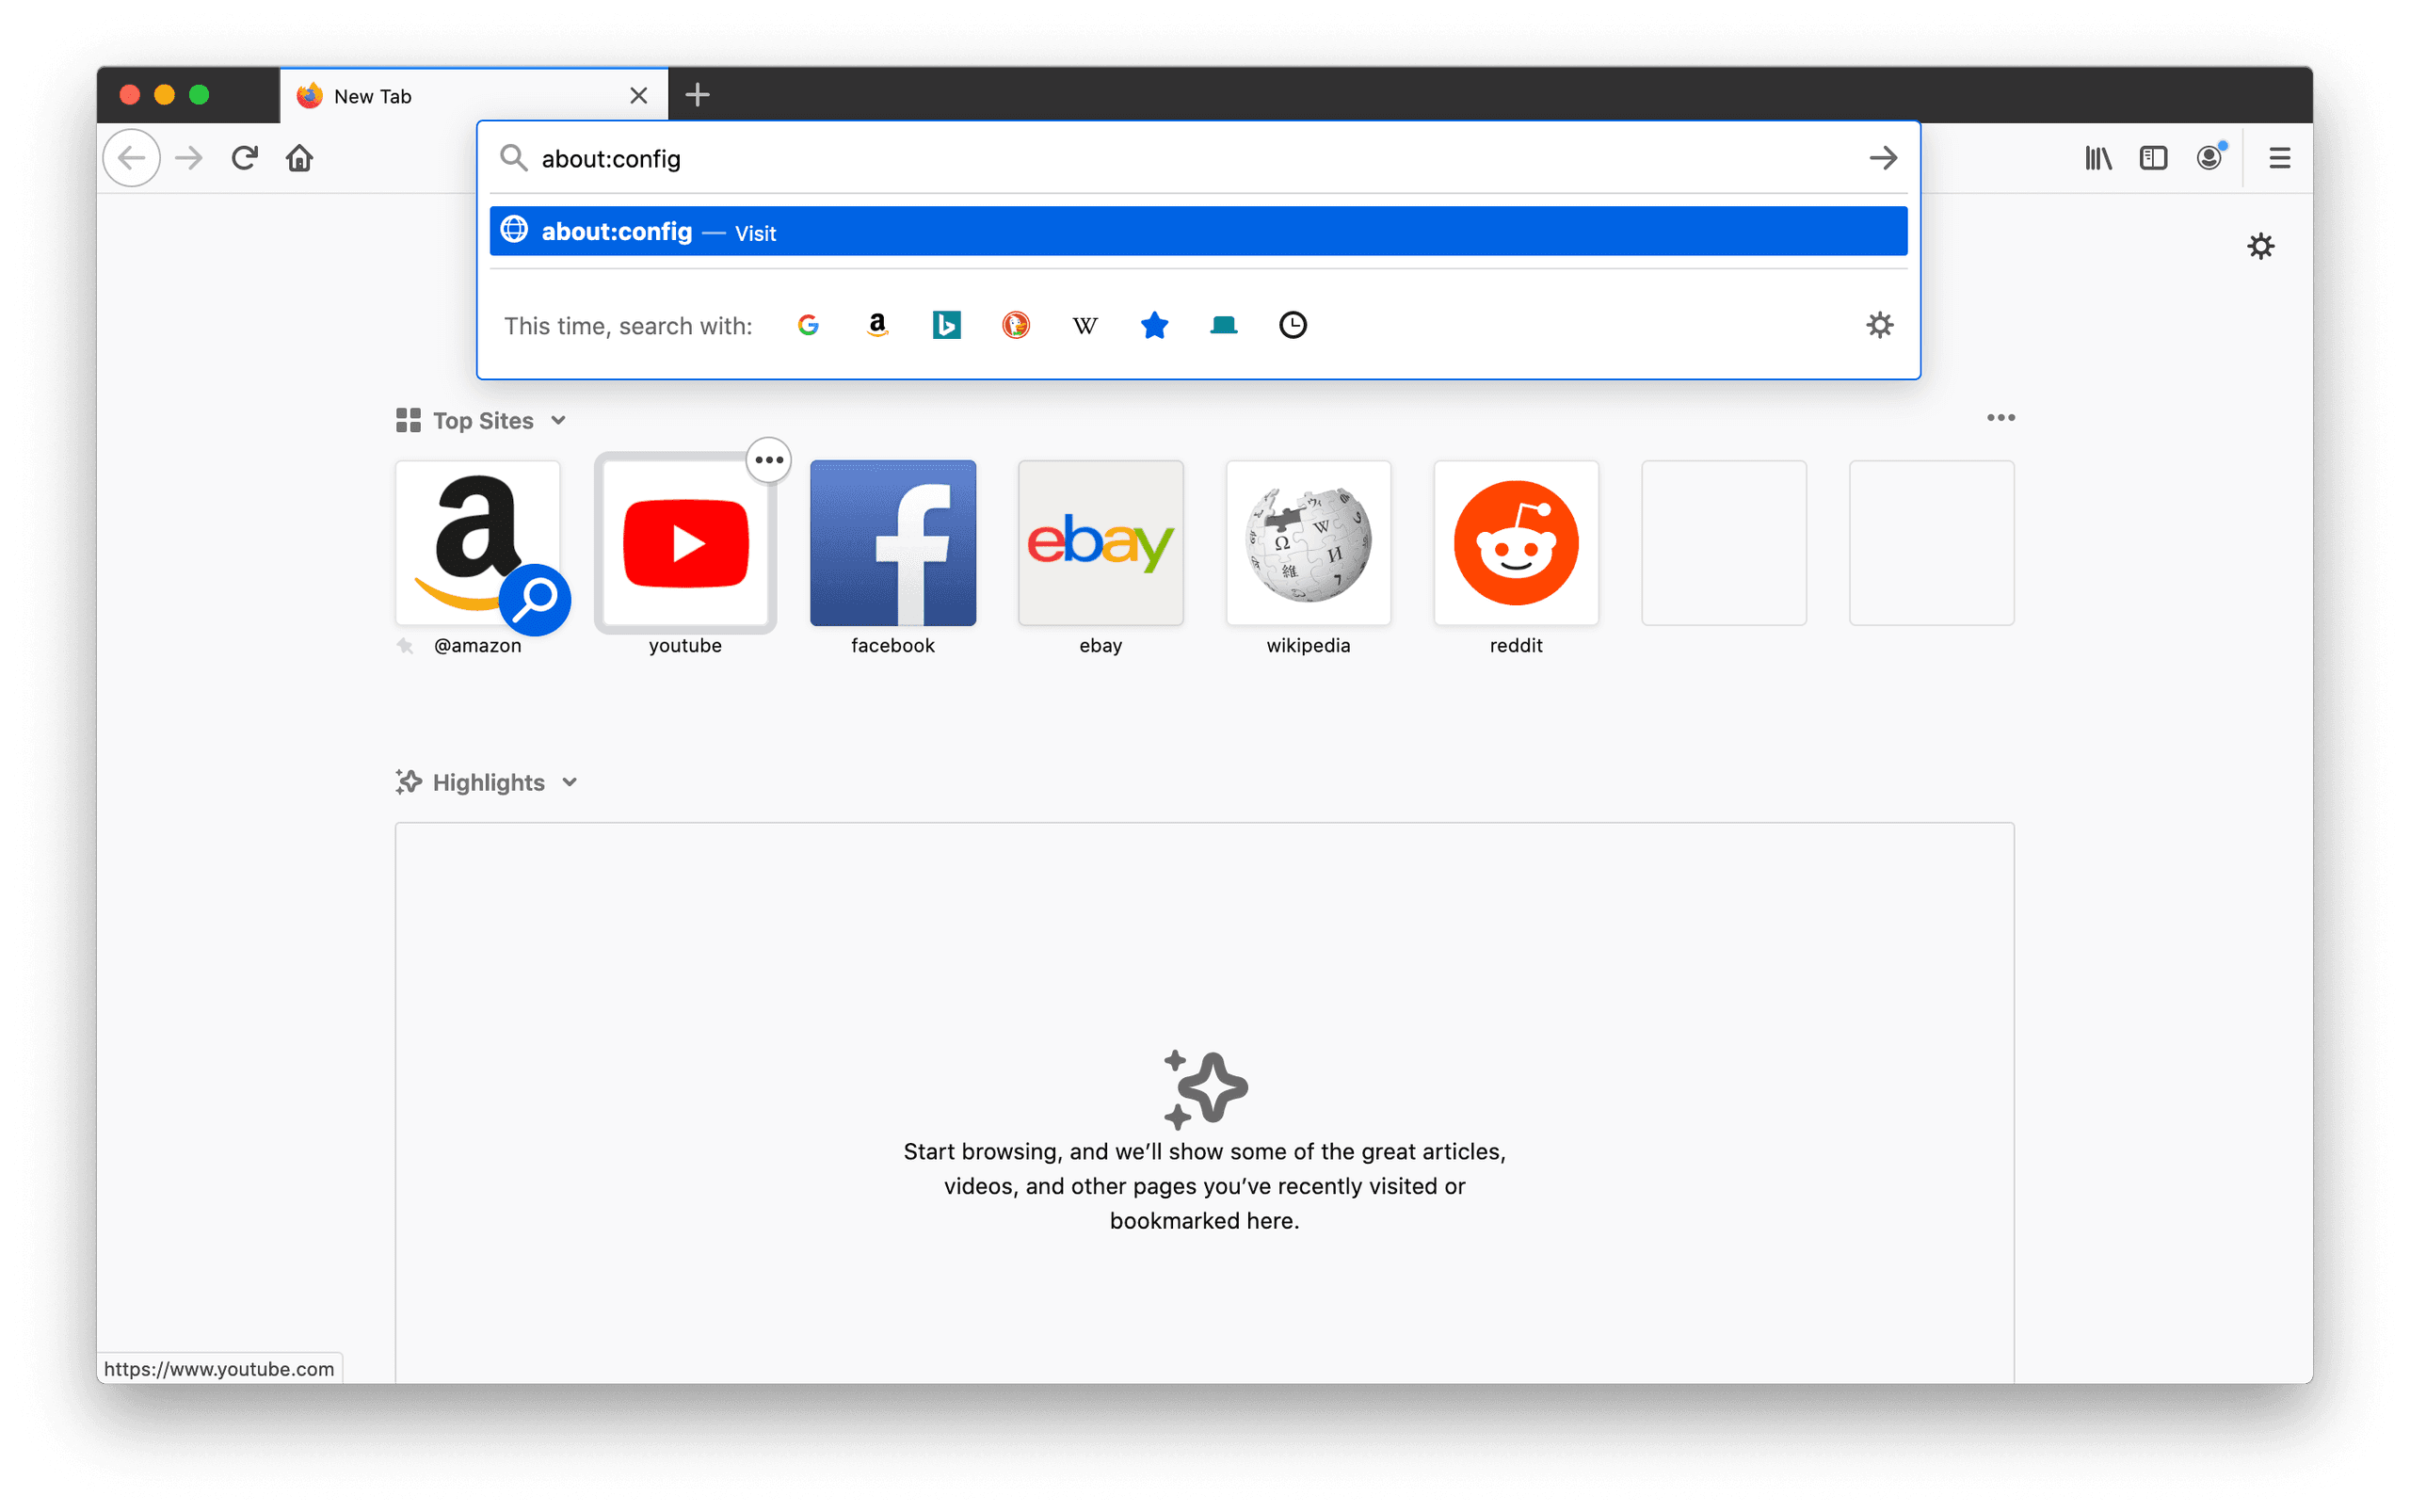 New Tab
about:config
about:config — Visit
This time, search with:
Top Sites
ebay
@amazon
youtube
facebook
ebay
wikipedia
reddit
Highlights
Start browsing, and we’ll show some of the great articles,
videos, and other pages you’ve recently visited or
bookmarked here.
https://www.youtube.com